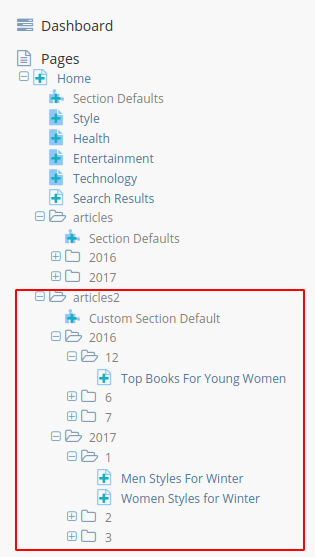 Dashboard
Pages
Home
Section Defaults
Style
Health
Entertainment
Technology
Search Results
articles
Section Defaults
2016
2017
articles2
Custom Section Default
2016
12
Top Books For Young Women
6
7
2017
1
Men Styles For Winter
Women Styles for Winter
2
3